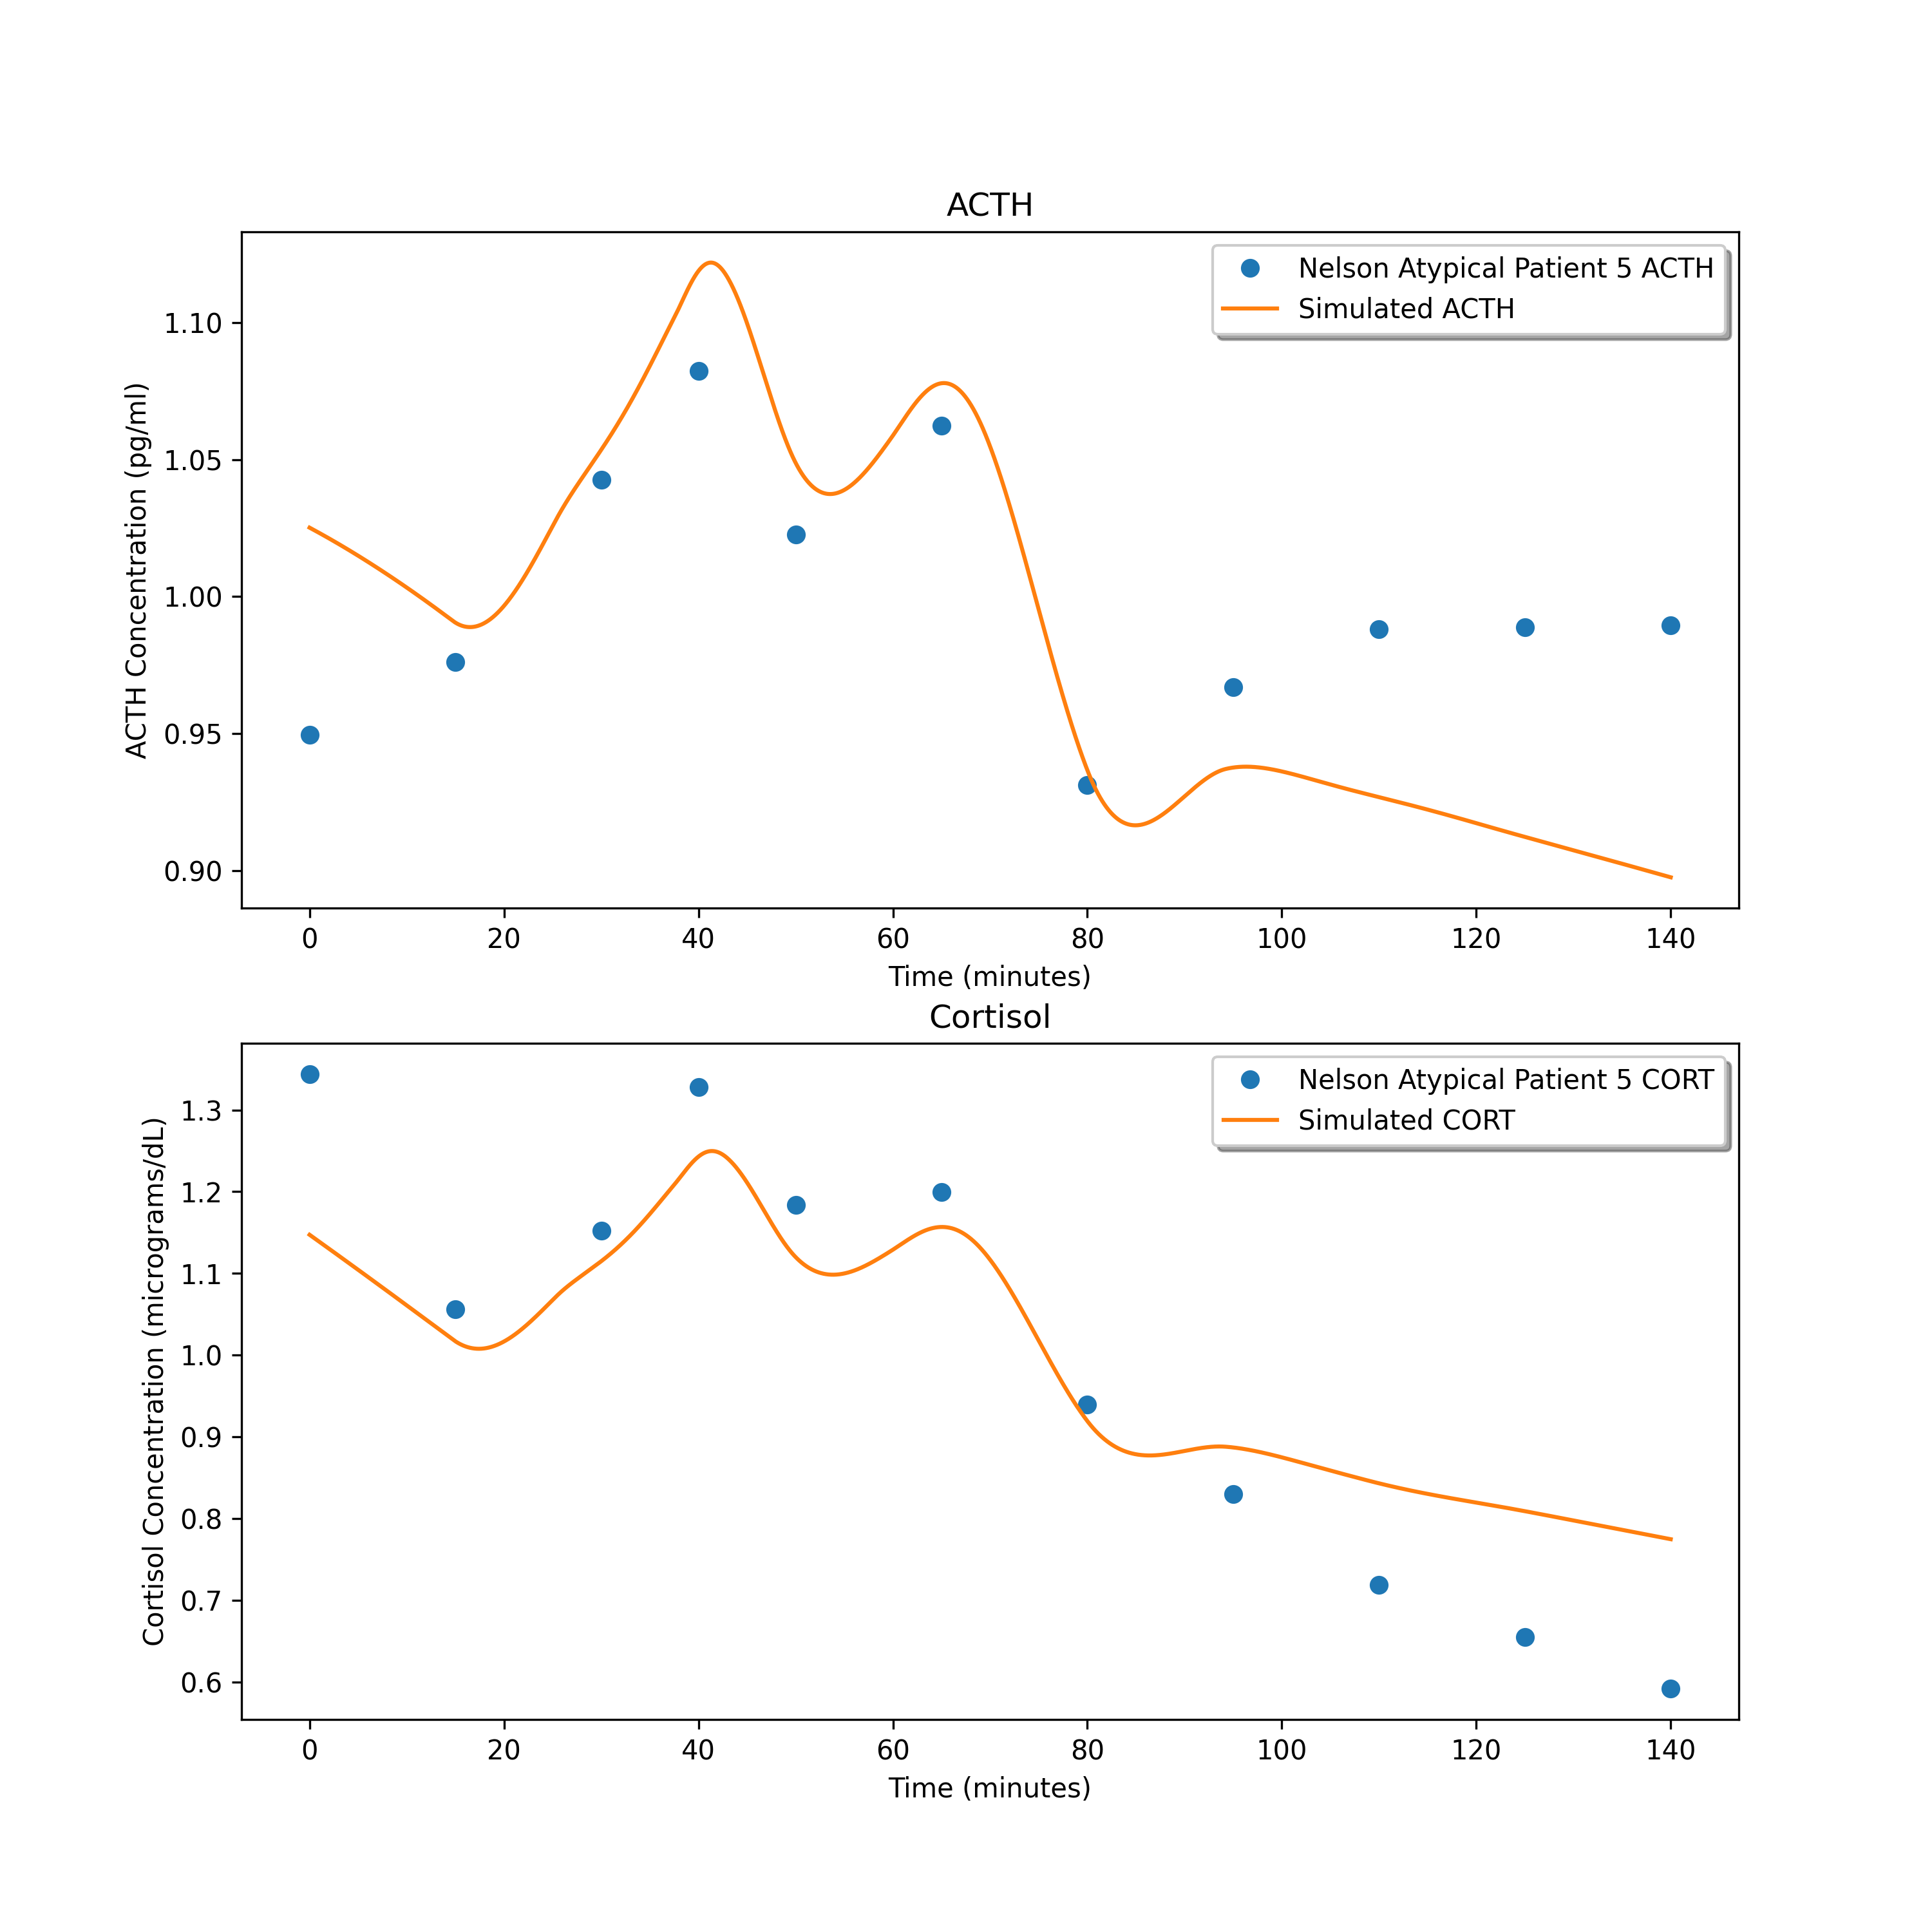 ACTH
Nelson Atypical Patient 5 ACTH
Simulated ACTH
ACTH Concentration (pg/ml)
1.10
1.05
1.00
0.95
0.90
0 20 40 60 80 100 120 140
Time (minutes)
Cortisol
Nelson Atypical Patient 5 CORT
Simulated CORT
Cortisol Concentration (micrograms/dL)
1.3
1.2
1.1
1.0
0.9
0.8
0.7
0.6
0 20 40 60 80 100 120 140
Time (minutes)